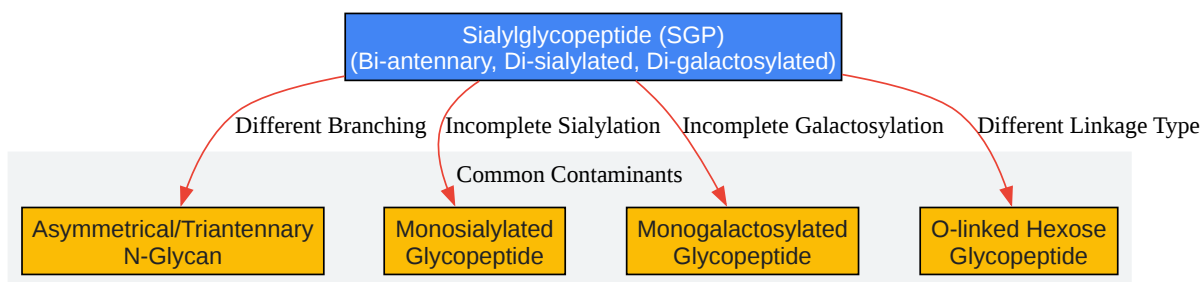 Sialylglycopeptide (SGP)
(Bi-antennary, Di-sialylated, Di-galactosylated)
Different Branching
Incomplete Sialylation
Incomplete Galactosylation
Different Linkage Type
Common Contaminants
Asymmetrical/Triantennary
N-Glycan
Monosialylated
Glycopeptide
Monogalactosylated
Glycopeptide
O-linked Hexose
Glycopeptide